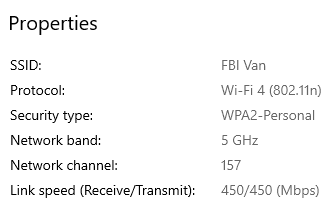 Properties
SSID: FBI Van
Protocol: Wi-Fi 4 (802.11n)
Security type: WPA2-Personal
Network band: 5 GHz
Network channel: 157
Link speed (Receive/Transmit): 450/450 (Mbps)